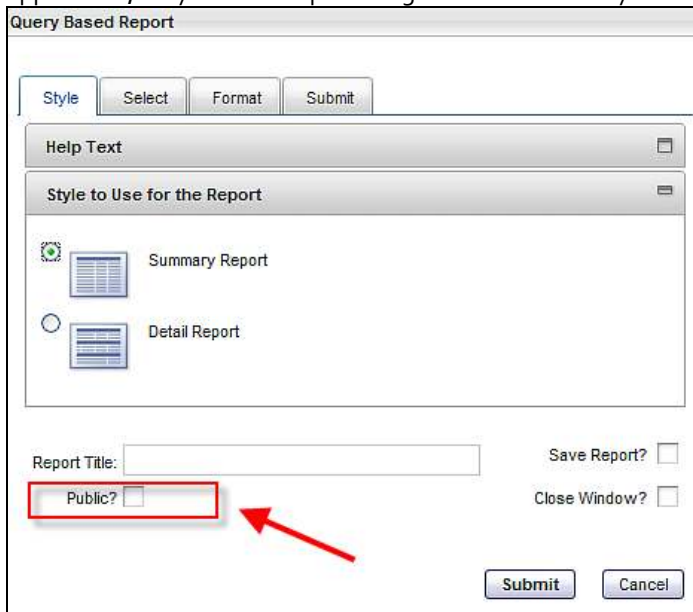 Query Based Report
Style Select Format Submit
Help Text
Style to Use for the Report
Summary Report
Detail Report
Report Title: Save Report?
Public? Close Window?
Submit Cancel